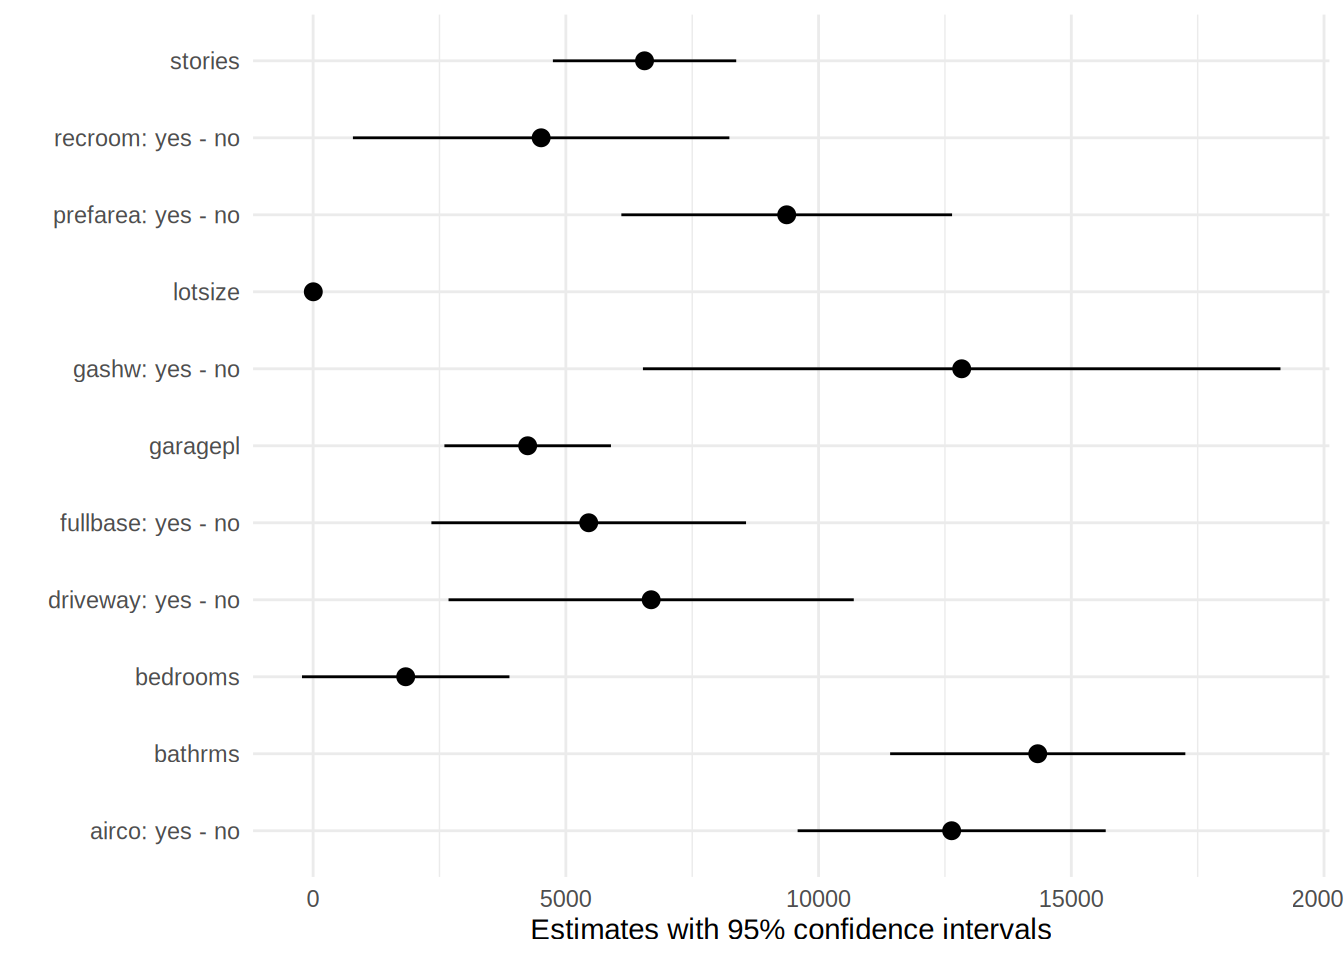 stories
recroom: yes - no
prefarea: yes - no
lotsize
gashw: yes - no
garagepl
fullbase: yes - no
driveway: yes - no
bedrooms
bathrms
airco: yes - no
0 5000 10000 15000 20000
Estimates with 95% confidence intervals